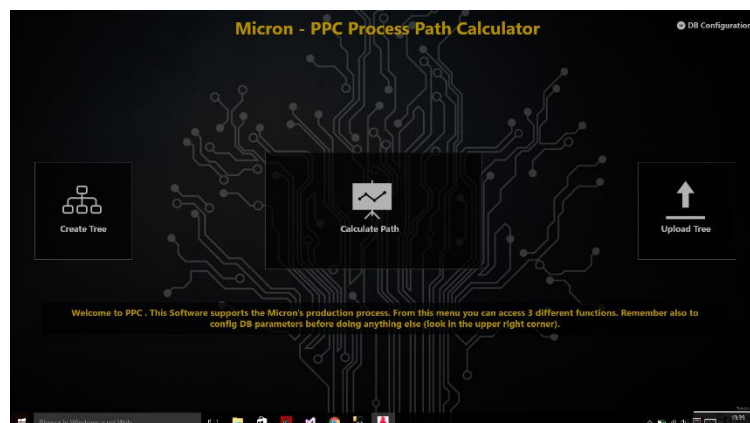 Micron - PPC Process Path Calculator
DB Configuration
Create Tree
Calculate Path
Upload Tree
Welcome to PPC . This Software supports the Micron's production process. From this menu you can access 3 different functions. Remember also to
config DB parameters before doing anything else (look in the upper right corner).
19:39